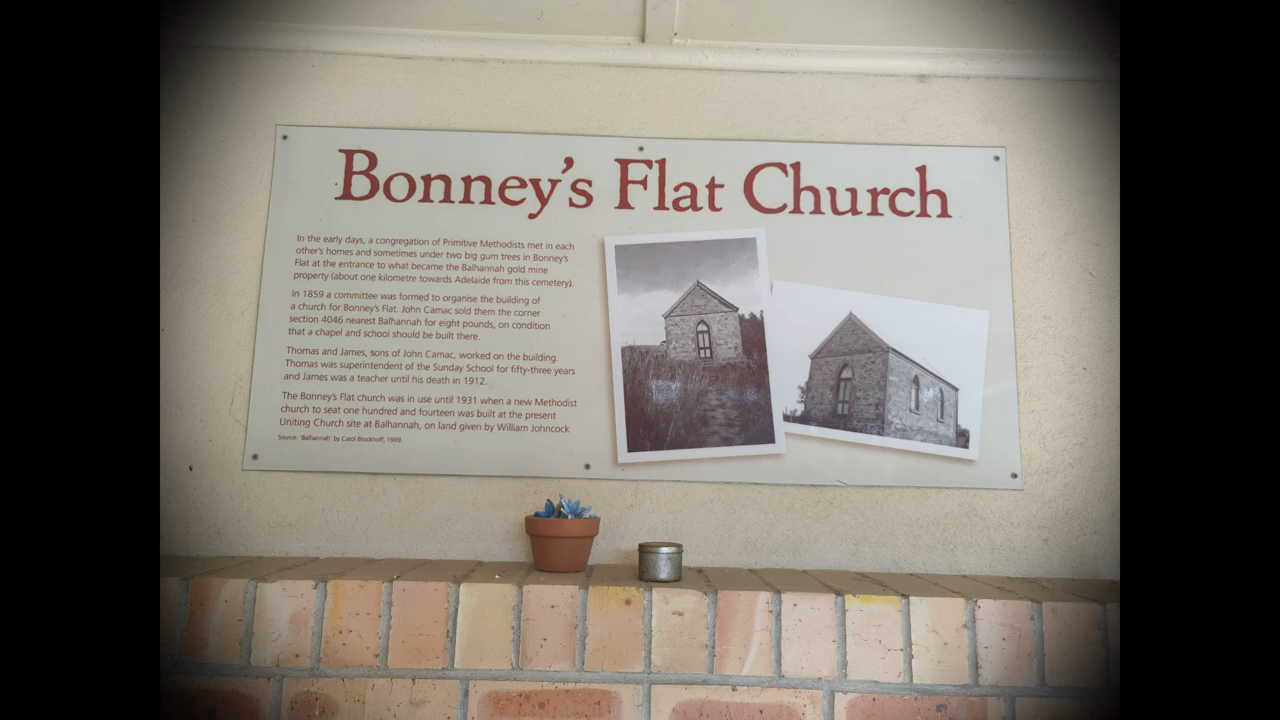 Bonney's Flat Church
In the early days, a congregation of Primitive Methodists met in each
other's homes and sometimes under two big gum trees in Bonney's
Flat at the entrance to what became the Balhannah gold mine
property (about one kilometre towards Adelaide from this cemetery).
In 1859 a committee was formed to organise the building of
a church for Bonney's Flat. John Camac sold them the corner
section 4046 nearest Balhannah for eight pounds, on condition
that a chapel and school should be built there.
Thomas and James, sons of John Camac, worked on the building.
Thomas was superintendent of the Sunday School for fifty-three years
and James was a teacher until his death in 1912.
The Bonney's Flat church was in use until 1931 when a new Methodist
church to seat one hundred and fourteen was built at the present
Uniting Church site at Balhannah, on land given by William Johncock
Source: 'Balhannah' by Carol Brockhoff, 1989.